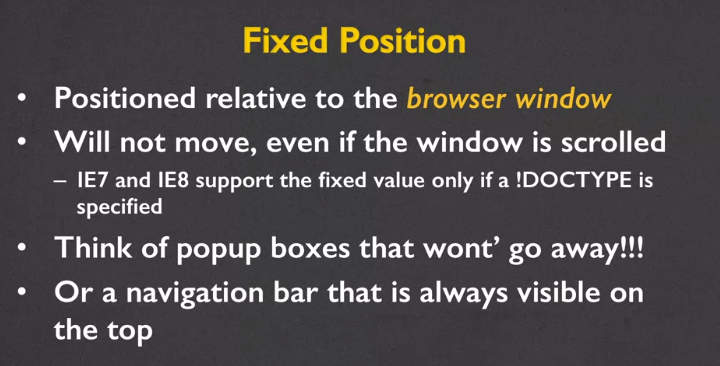 Fixed Position
• Positioned relative to the browser window
• Will not move, even if the window is scrolled
– IE7 and IE8 support the fixed value only if a !DOCTYPE is
specified
• Think of popup boxes that wont’ go away!!!
• Or a navigation bar that is always visible on
the top